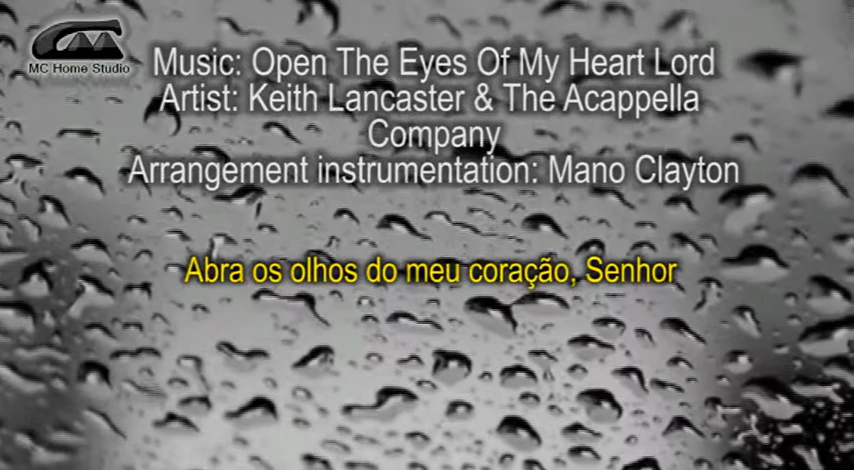 MC Home Studio
Music: Open The Eyes Of My Heart Lord
Artist: Keith Lancaster & The Acappella
Company
Arrangement instrumentation: Mano Clayton
Abra os olhos do meu coração, Senhor